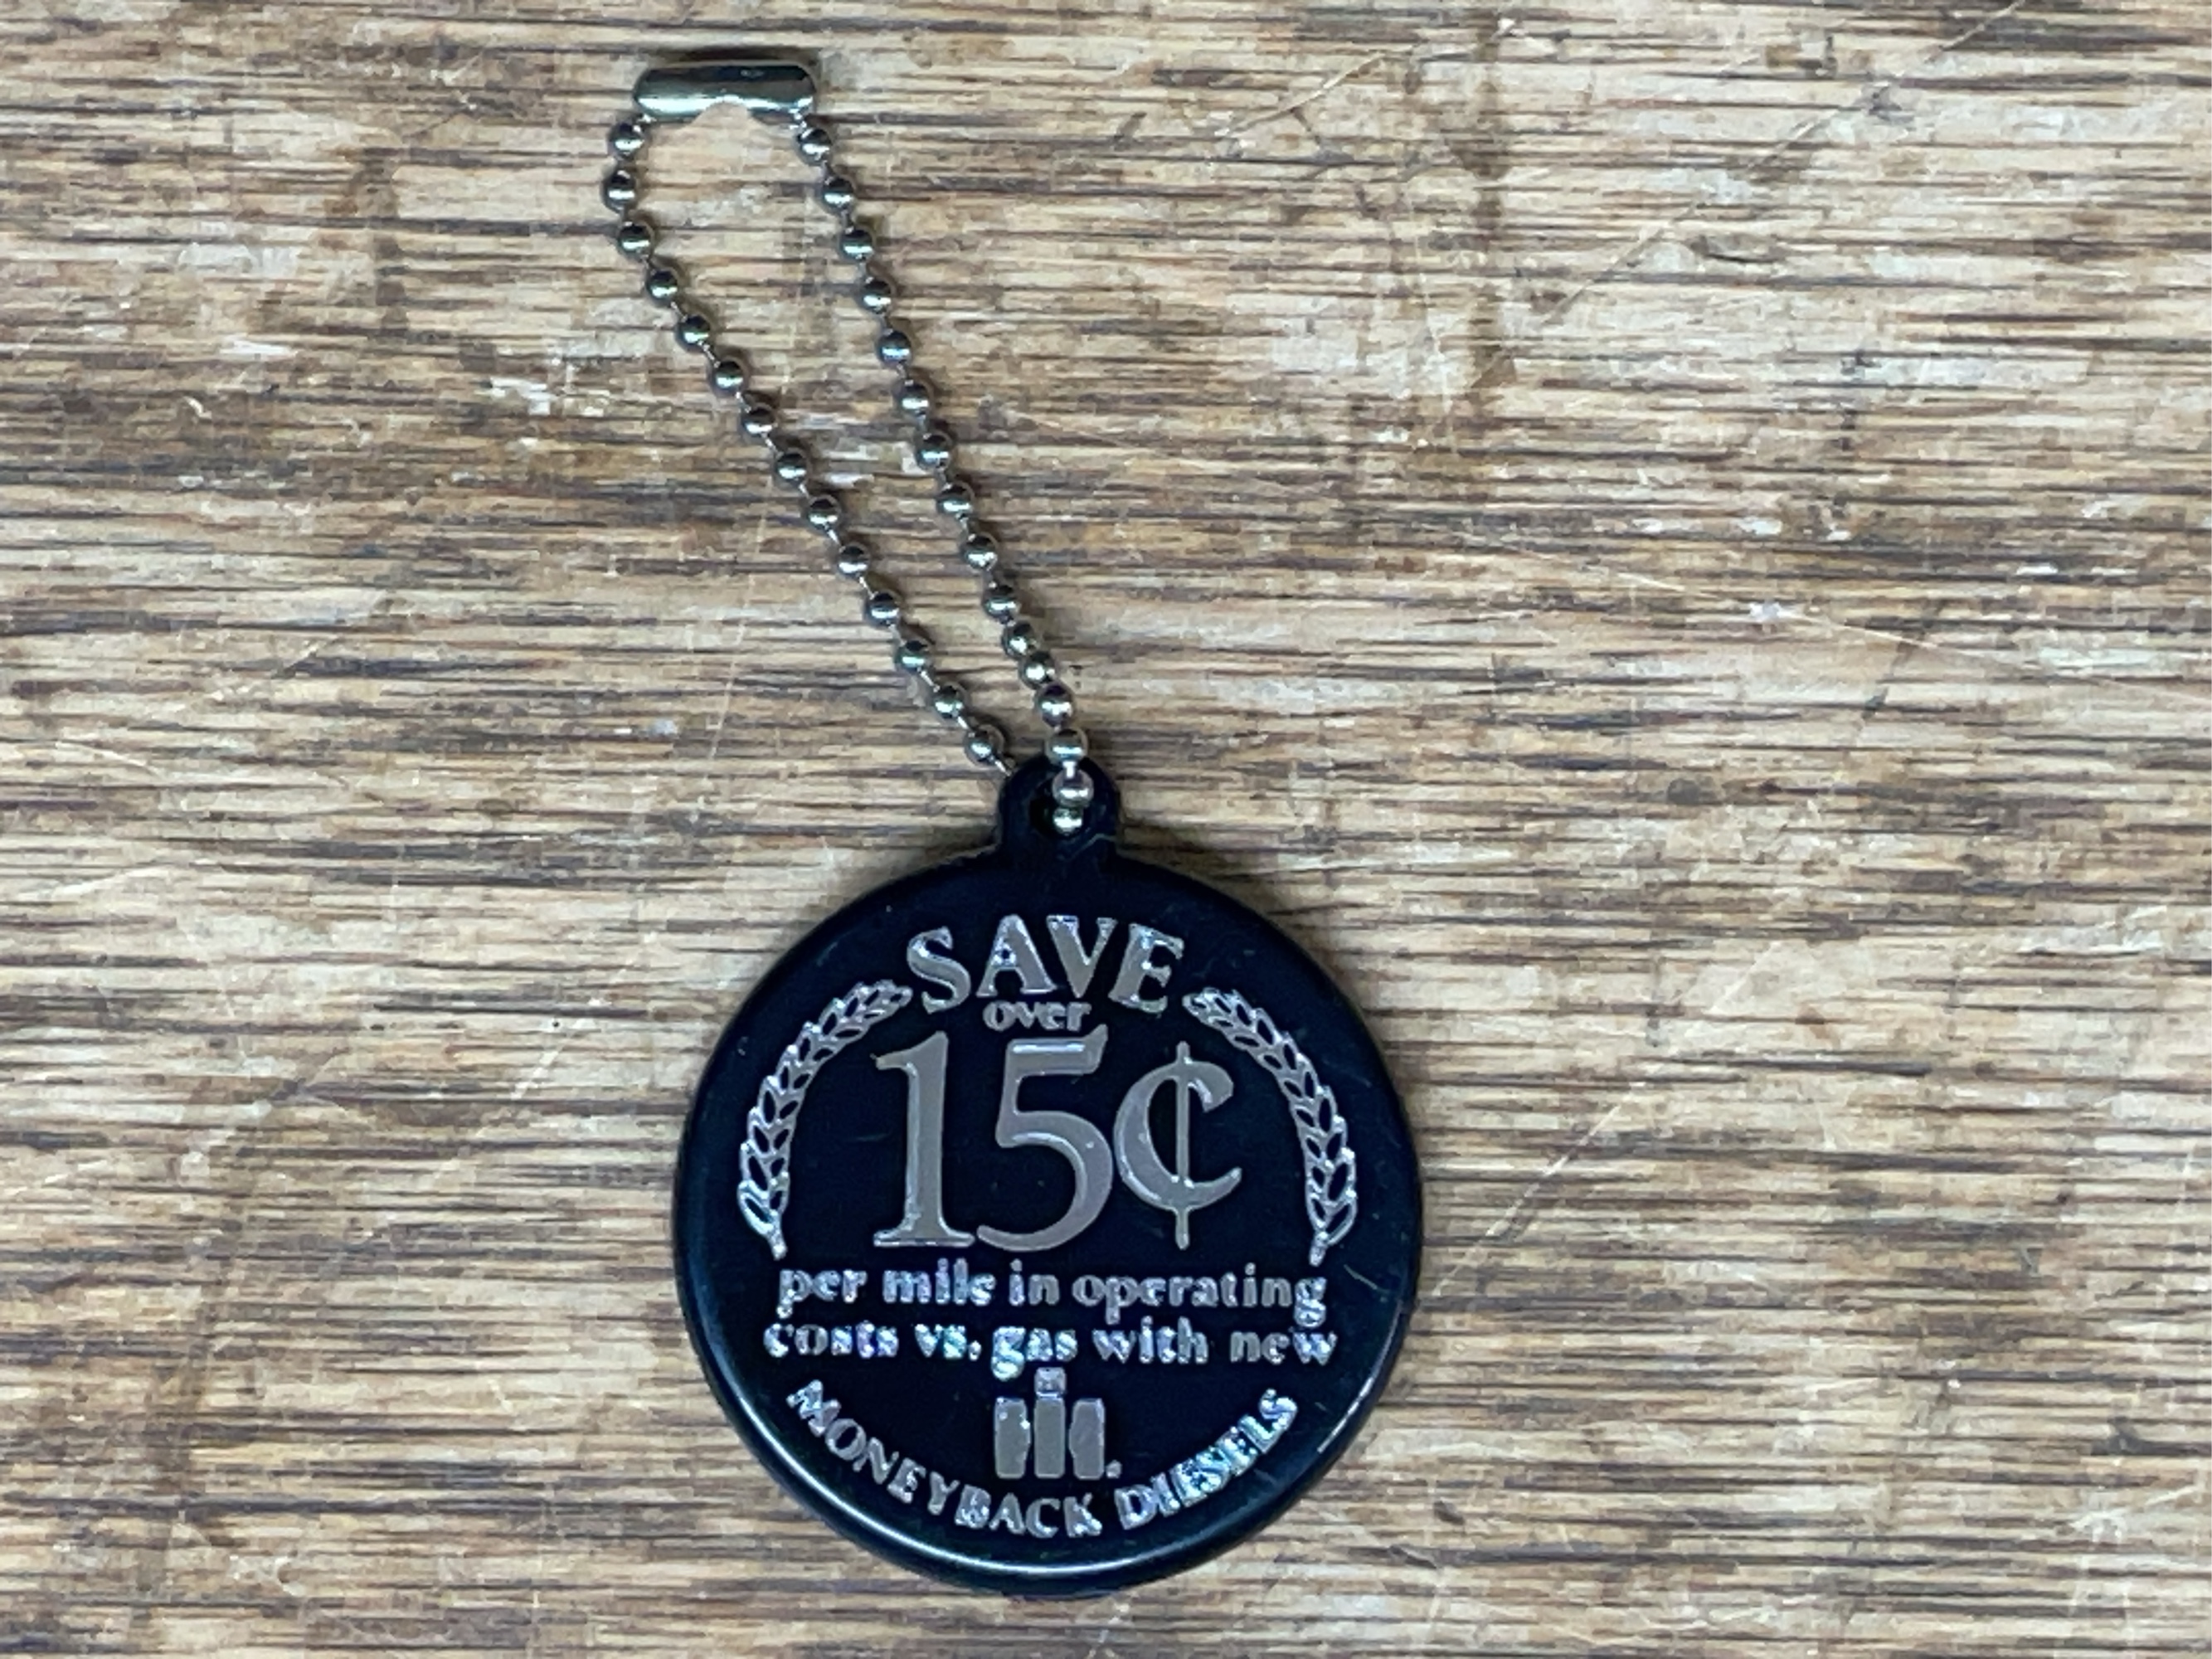 SAVE
over
15¢
per mile in operating
costs vs. gas with new
MONEYBACK DIESELS